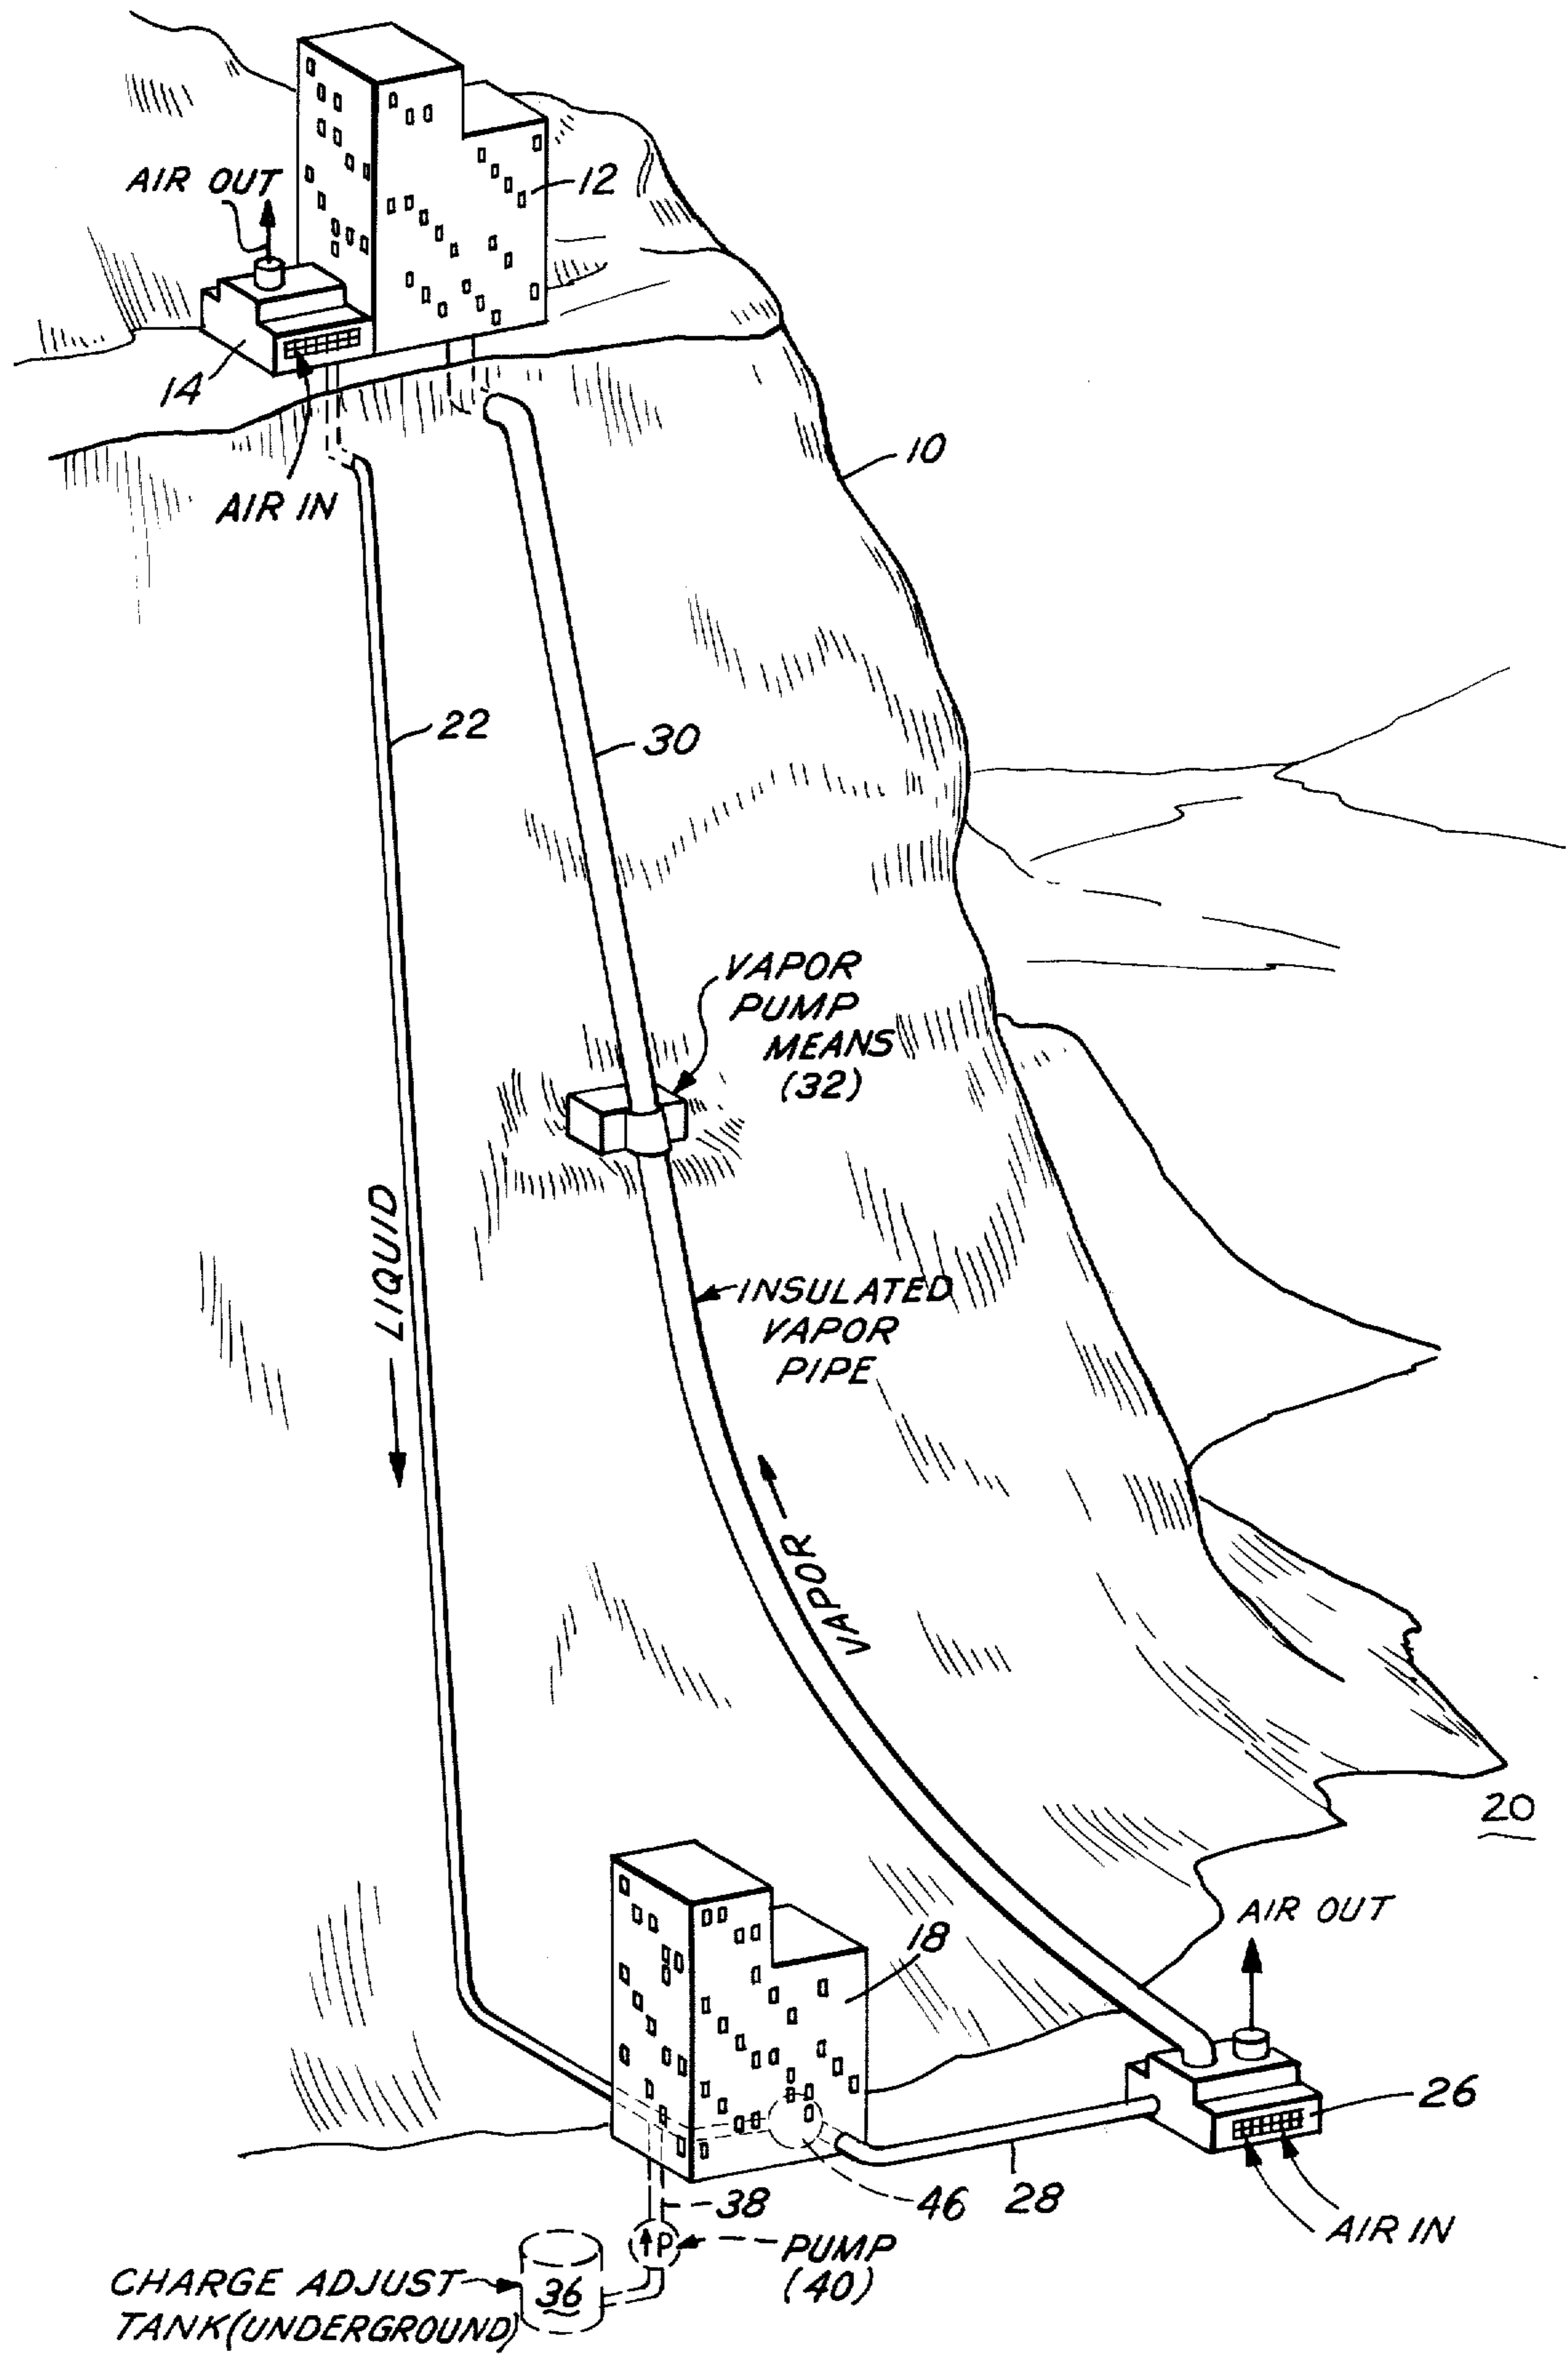 AIR OUT
12
14
AIR IN
10
22
30
VAPOR
PUMP
MEANS
(32)
LIQUID
INSULATED
VAPOR
PIPE
VAPOR
20
18
AIR OUT
26
46
28
38
AIR IN
P
PUMP
(40)
CHARGE ADJUST
36
TANK(UNDERGROUND)